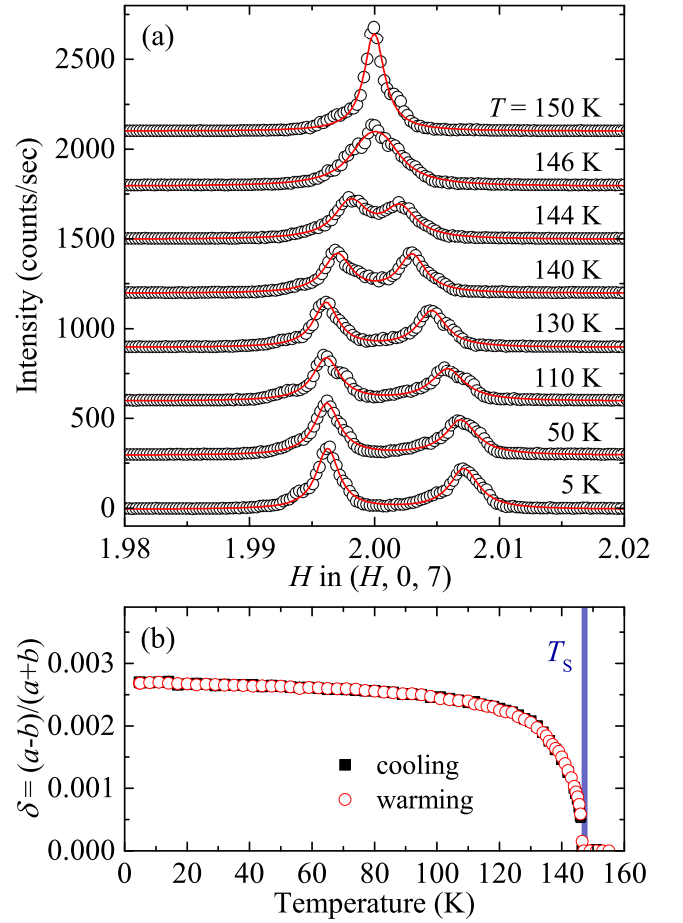 (a)
2500
2000
1500
1000
500
0
Intensity (counts/sec)
T = 150 K
146 K
144 K
140 K
130 K
110 K
50 K
5 K
1.98 1.99 2.00 2.01 2.02
H in (H, 0, 7)
(b)
0.003
0.002
0.001
0.000
δ = (a-b)/(a+b)
TS
cooling
warming
0 20 40 60 80 100 120 140 160
Temperature (K)